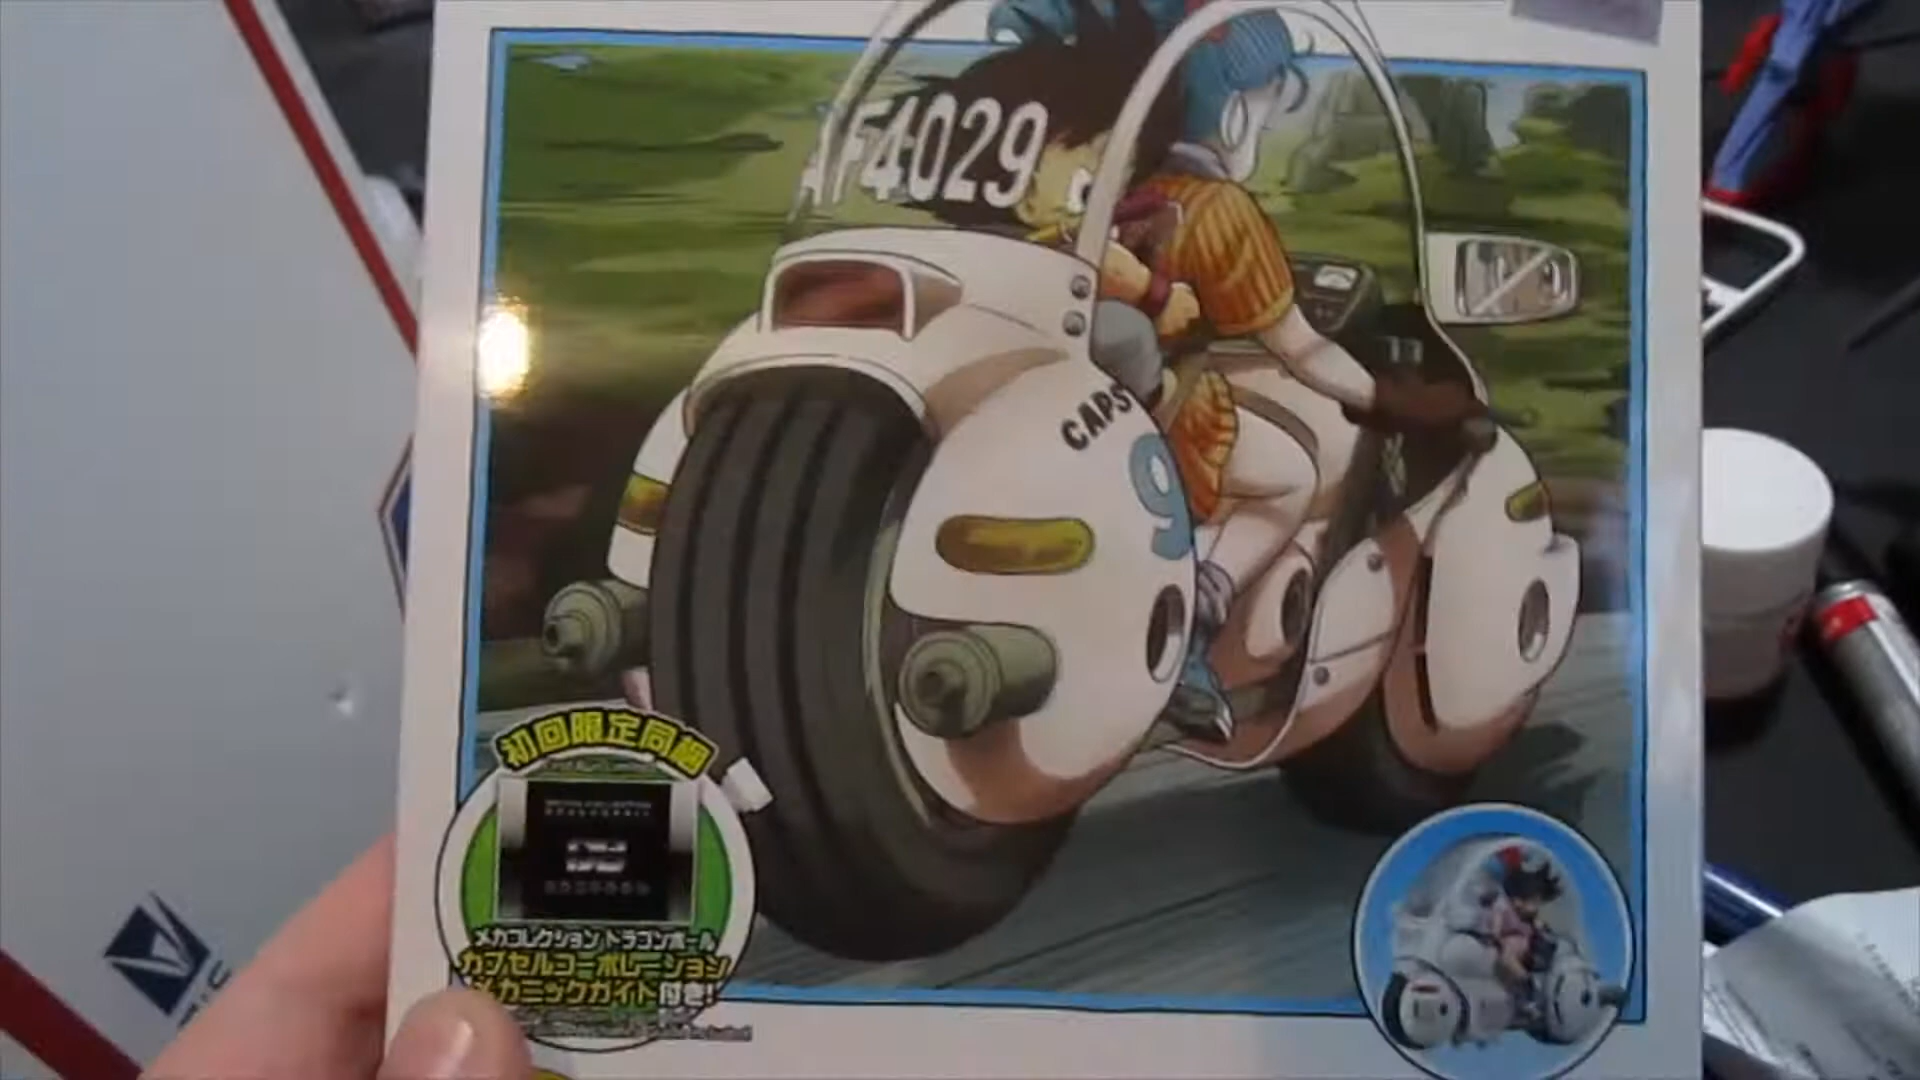 AF4029
CAPS
9
初回限定同梱
メカコレクション ドラゴンボール
カプセルコーポレーション
メカニックガイド付き!